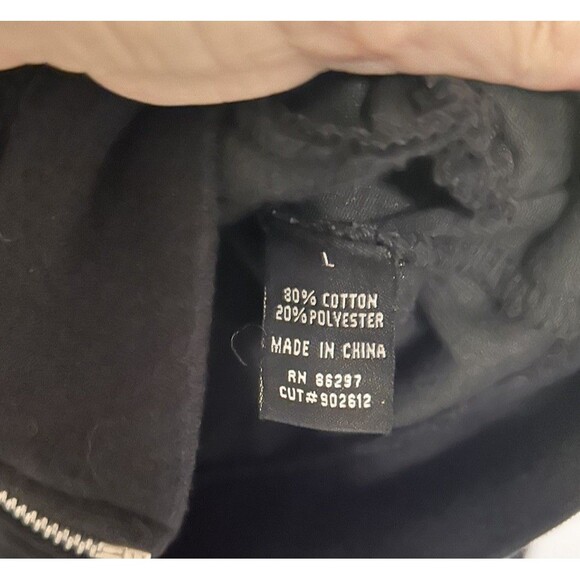 L
80% COTTON
20% POLYESTER
MADE IN CHINA
RN 86297
CUT# 902612